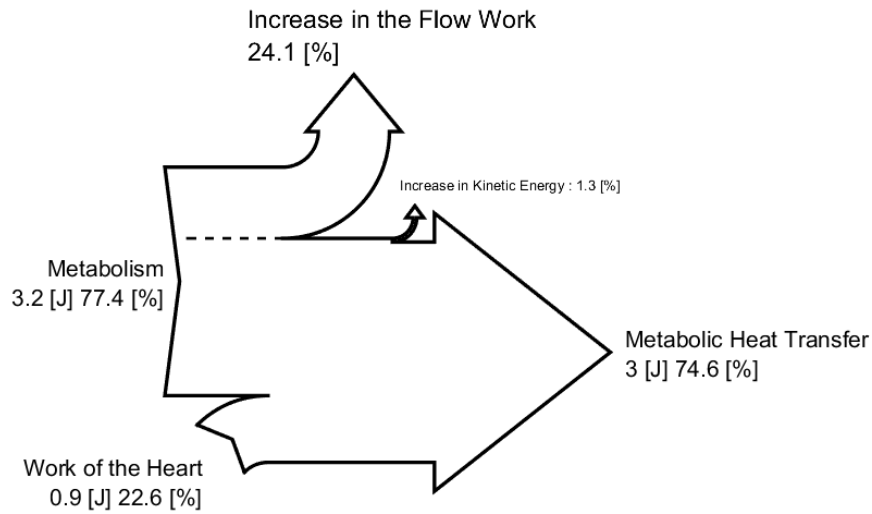 Increase in the Flow Work
24.1 [%]
Increase in Kinetic Energy : 1.3 [%]
Metabolism
3.2 [J] 77.4 [%]
Metabolic Heat Transfer
3 [J] 74.6 [%]
Work of the Heart
0.9 [J] 22.6 [%]